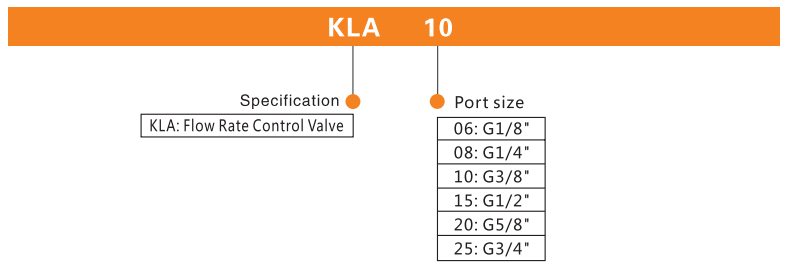 KLA 10
Specification
KLA: Flow Rate Control Valve
Port size
06: G1/8"
08: G1/4"
10: G3/8"
15: G1/2"
20: G5/8"
25: G3/4"